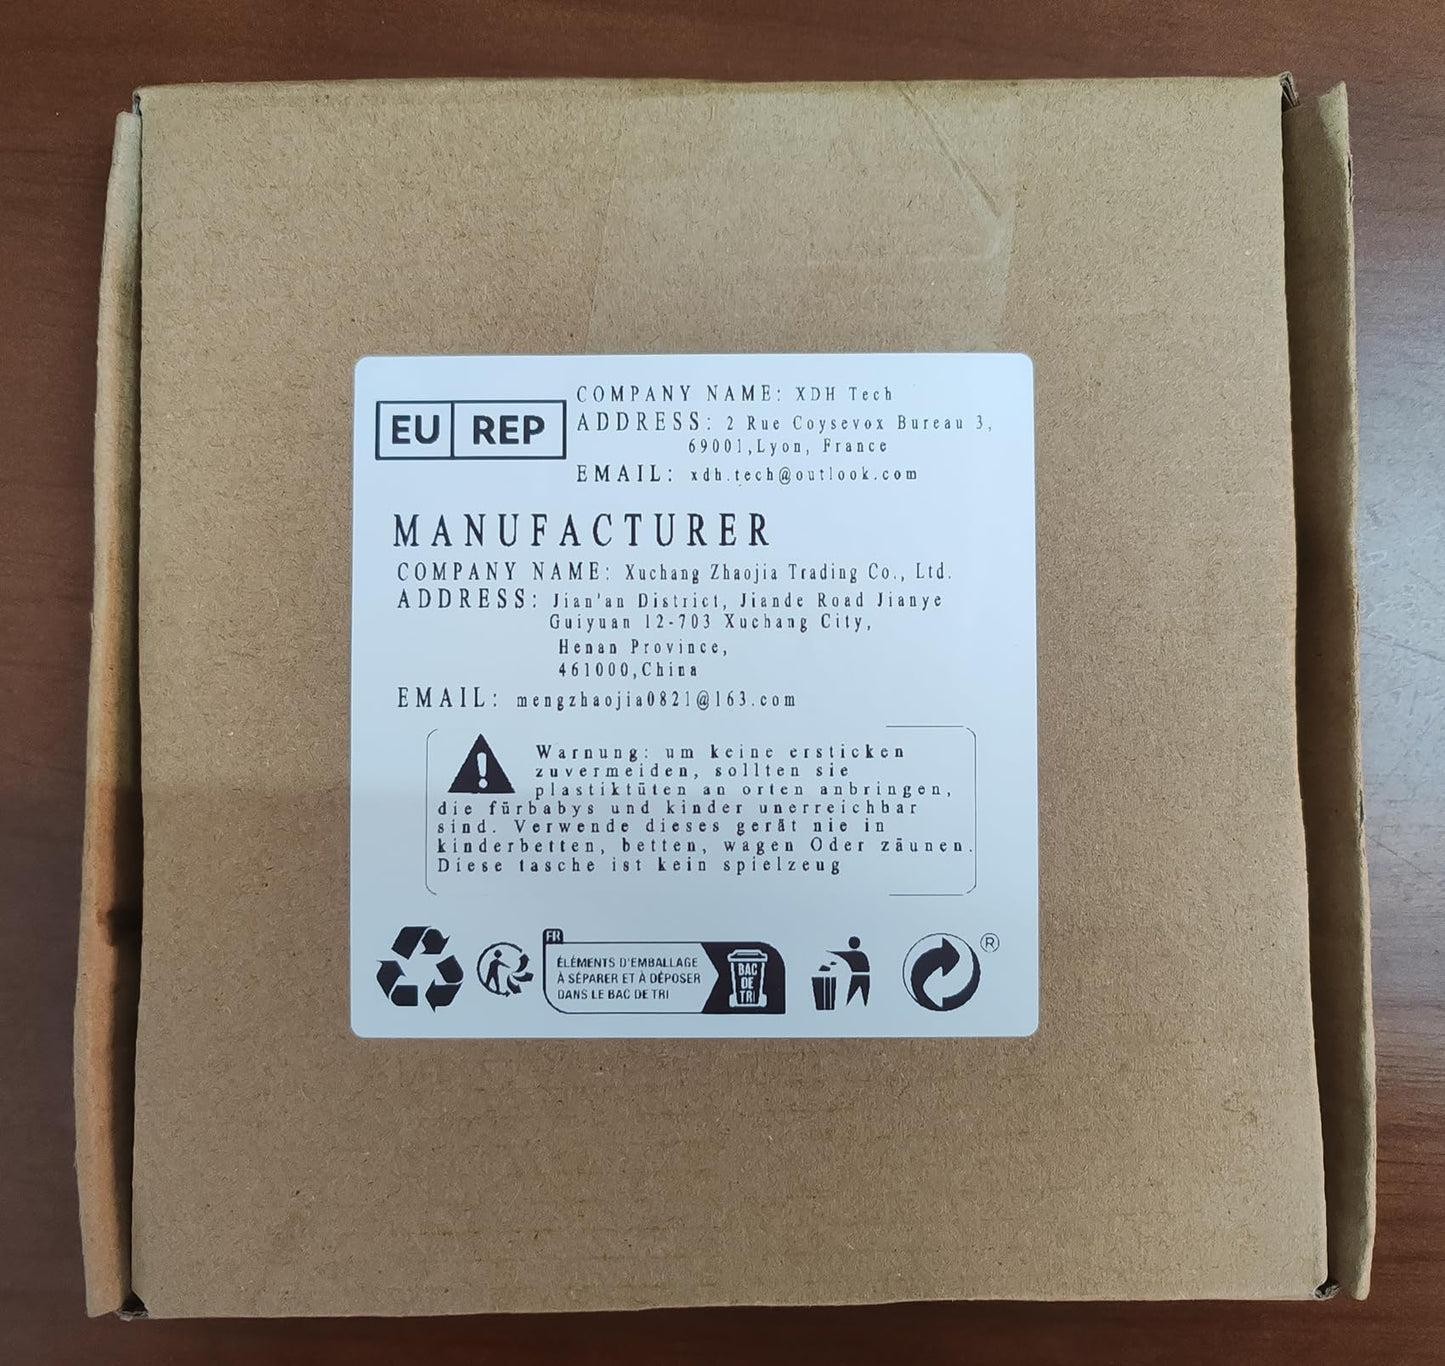 EU REP
COMPANY NAME: XDH Tech
ADDRESS: 2 Rue Coysevox Bureau 3,
69001,Lyon, France
EMAIL: xdh.tech@outlook.com
MANUFACTURER
COMPANY NAME: Xuchang Zhaojia Trading Co., Ltd.
ADDRESS: Jian'an District, Jiande Road Jianye
Guiyuan 12-703 Xuchang City,
Henan Province,
461000,China
EMAIL: mengzhaojia0821@163.com
Warnung: um keine ersticken
zuvermeiden, sollten sie
plastiktüten an orten anbringen,
die fürbabys und kinder unerreichbar
sind. Verwende dieses gerät nie in
kinderbetten, betten, wagen Oder zäunen.
Diese tasche ist kein spielzeug
FR
ÉLÉMENTS D'EMBALLAGE
À SÉPARER ET À DÉPOSER
DANS LE BAC DE TRI
BAC
DE
TRI
®